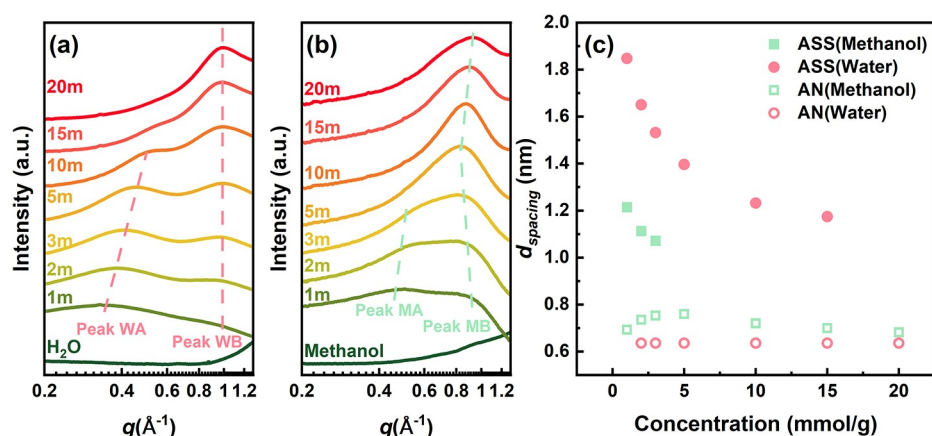 (a)
20m
15m
10m
5m
3m
2m
1m
H₂O
Peak WA
Peak WB
Intensity (a.u.)
0.2
0.4
0.6
0.8
1
1.2
q(Å⁻¹)
(b)
20m
15m
10m
5m
3m
2m
1m
Methanol
Peak MA
Peak MB
Intensity (a.u.)
0.2
0.4
0.6
0.8
1
1.2
q(Å⁻¹)
(c)
ASS(Methanol)
ASS(Water)
AN(Methanol)
AN(Water)
2.0
1.8
1.6
1.4
1.2
1.0
0.8
0.6
d_spacing (nm)
0
5
10
15
20
Concentration (mmol/g)